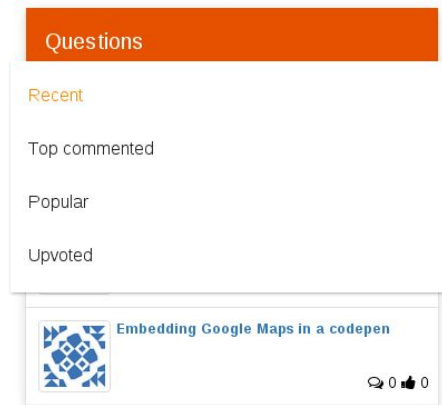 Questions
Recent
Top commented
Popular
Upvoted
Embedding Google Maps in a codepen
0 0